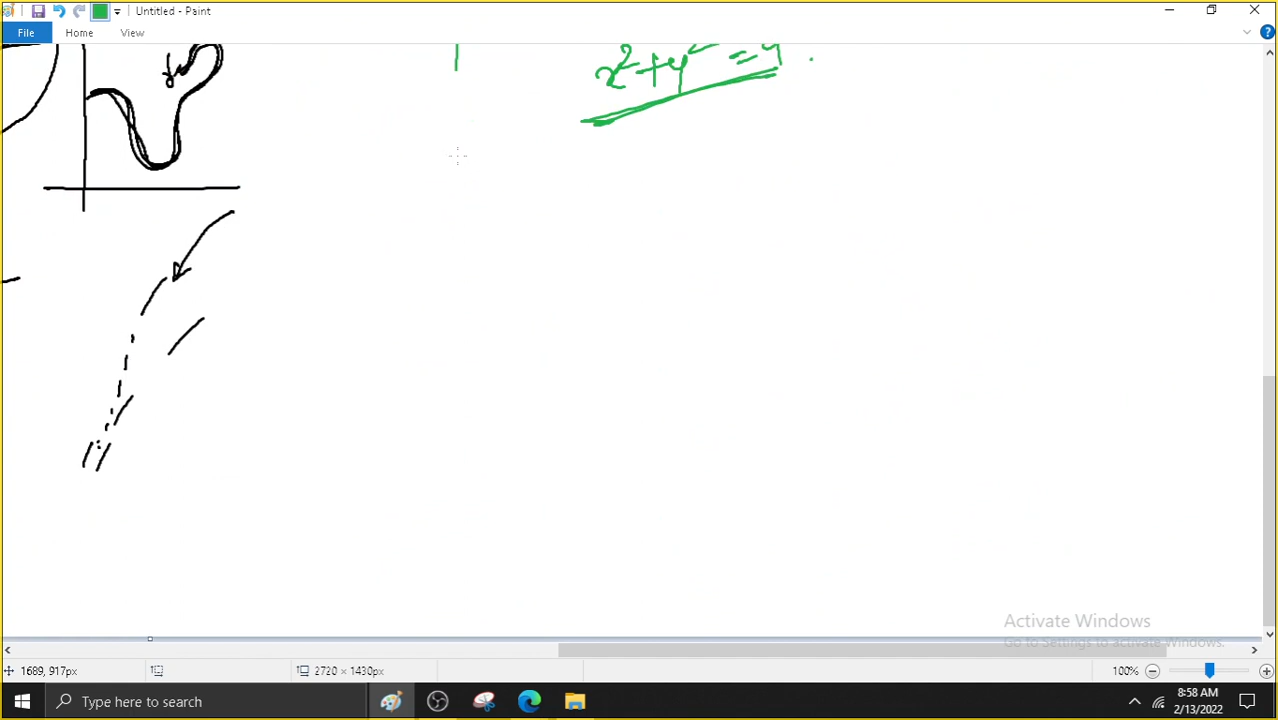 Untitled - Paint
File Home View
x² + y² = 4
Activate Windows
Go to Settings to activate Windows.
1689, 917px
2720 × 1430px
100%
Type here to search
8:58 AM
2/13/2022